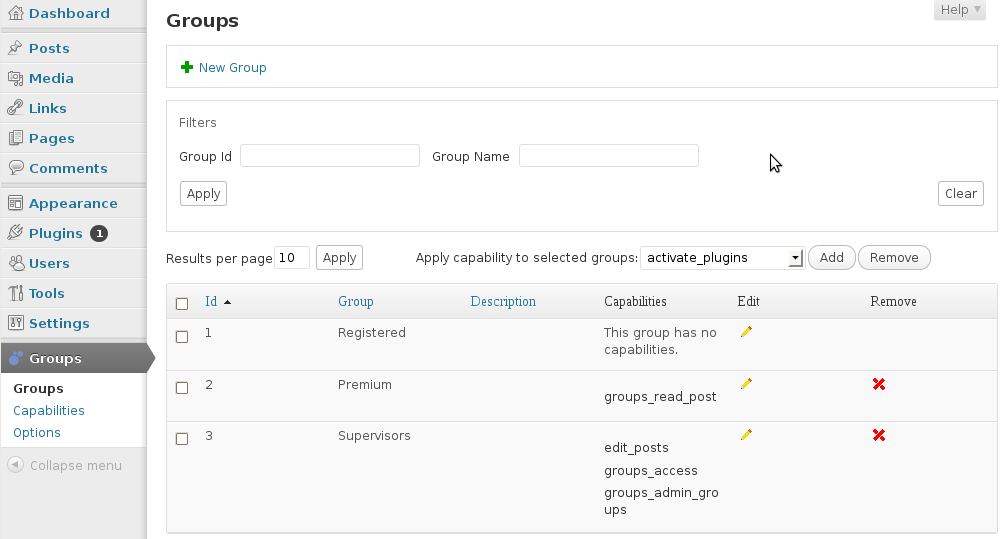 Dashboard
Posts
Media
Links
Pages
Comments
Appearance
Plugins 1
Users
Tools
Settings
Groups
Groups
Capabilities
Options
Collapse menu
Help
Groups
New Group
Filters
Group Id Group Name
Apply Clear
Results per page 10 Apply Apply capability to selected groups: activate_plugins Add Remove
Id Group Description Capabilities Edit Remove
1 Registered This group has no
capabilities.
2 Premium
groups_read_post
3 Supervisors
edit_posts
groups_access
groups_admin_gro
ups